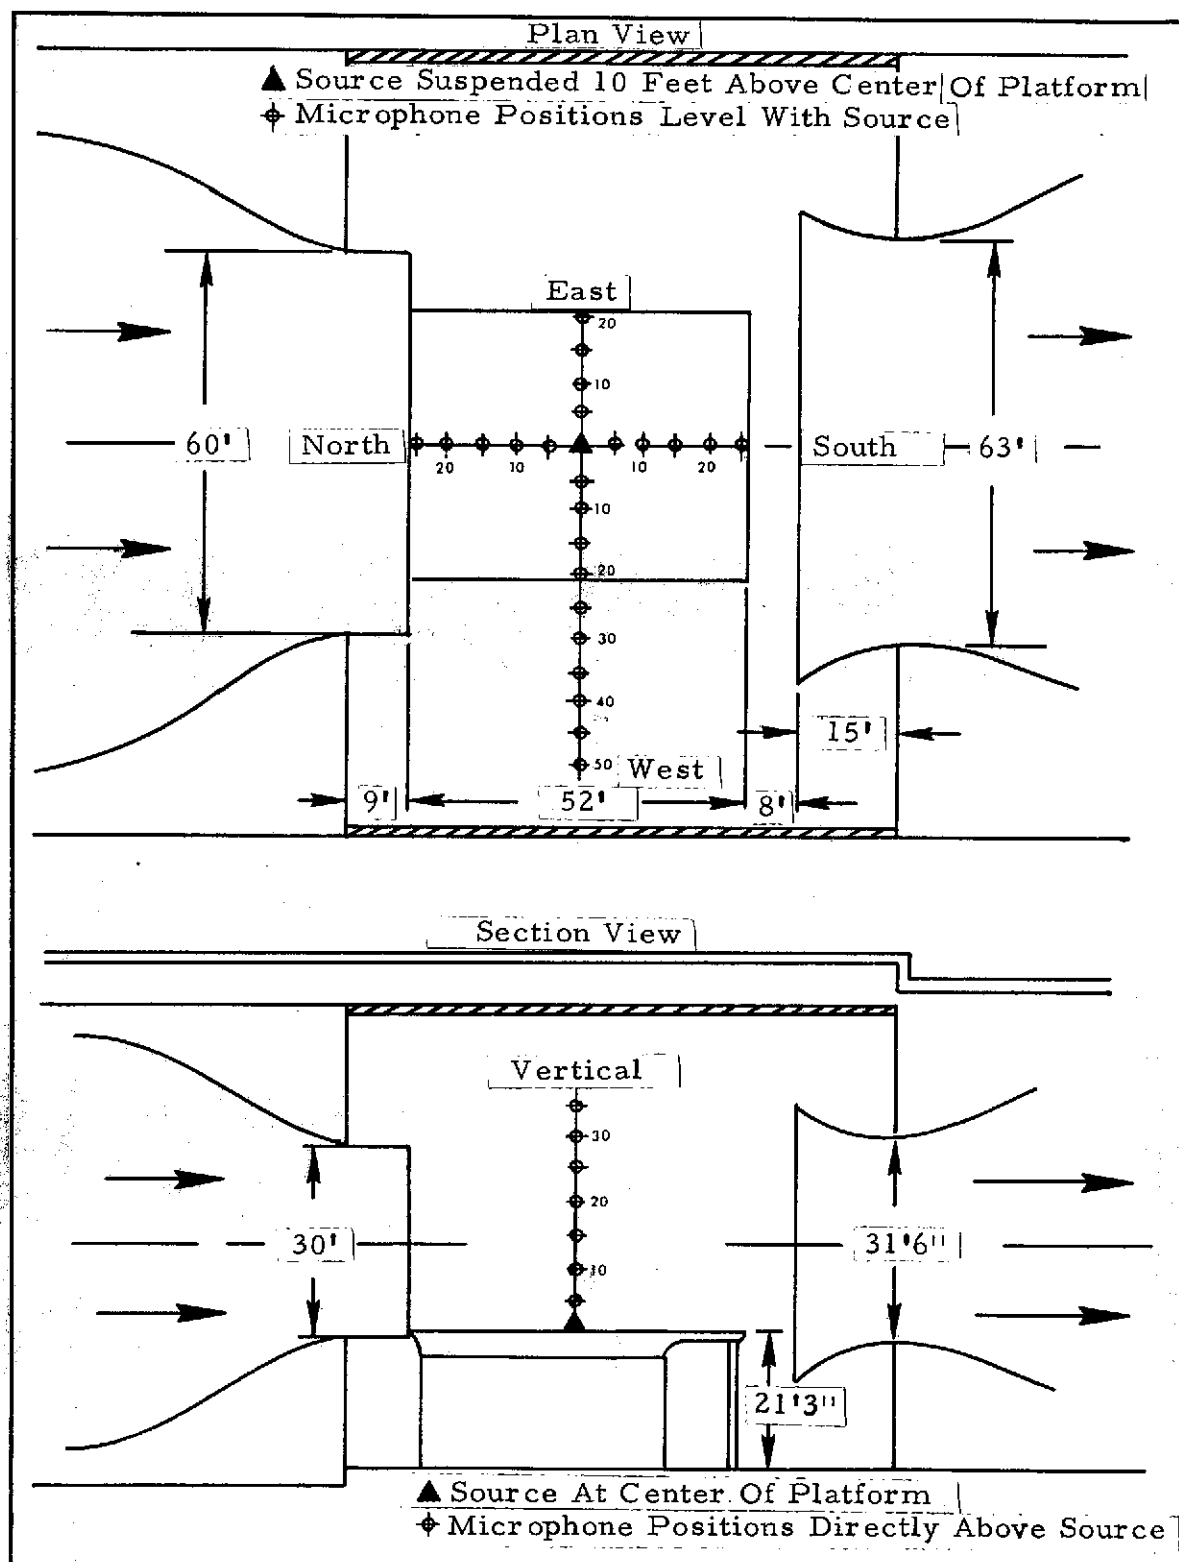 Plan View
▲ Source Suspended 10 Feet Above Center Of Platform
Microphone Positions Level With Source
East
20
10
60'
North
South
63'
20
10
10
20
10
20
30
40
50
West
15'
9'
52'
8'
Section View
Vertical
30
20
30'
31'6"
10
21'3"
▲ Source At Center Of Platform
Microphone Positions Directly Above Source